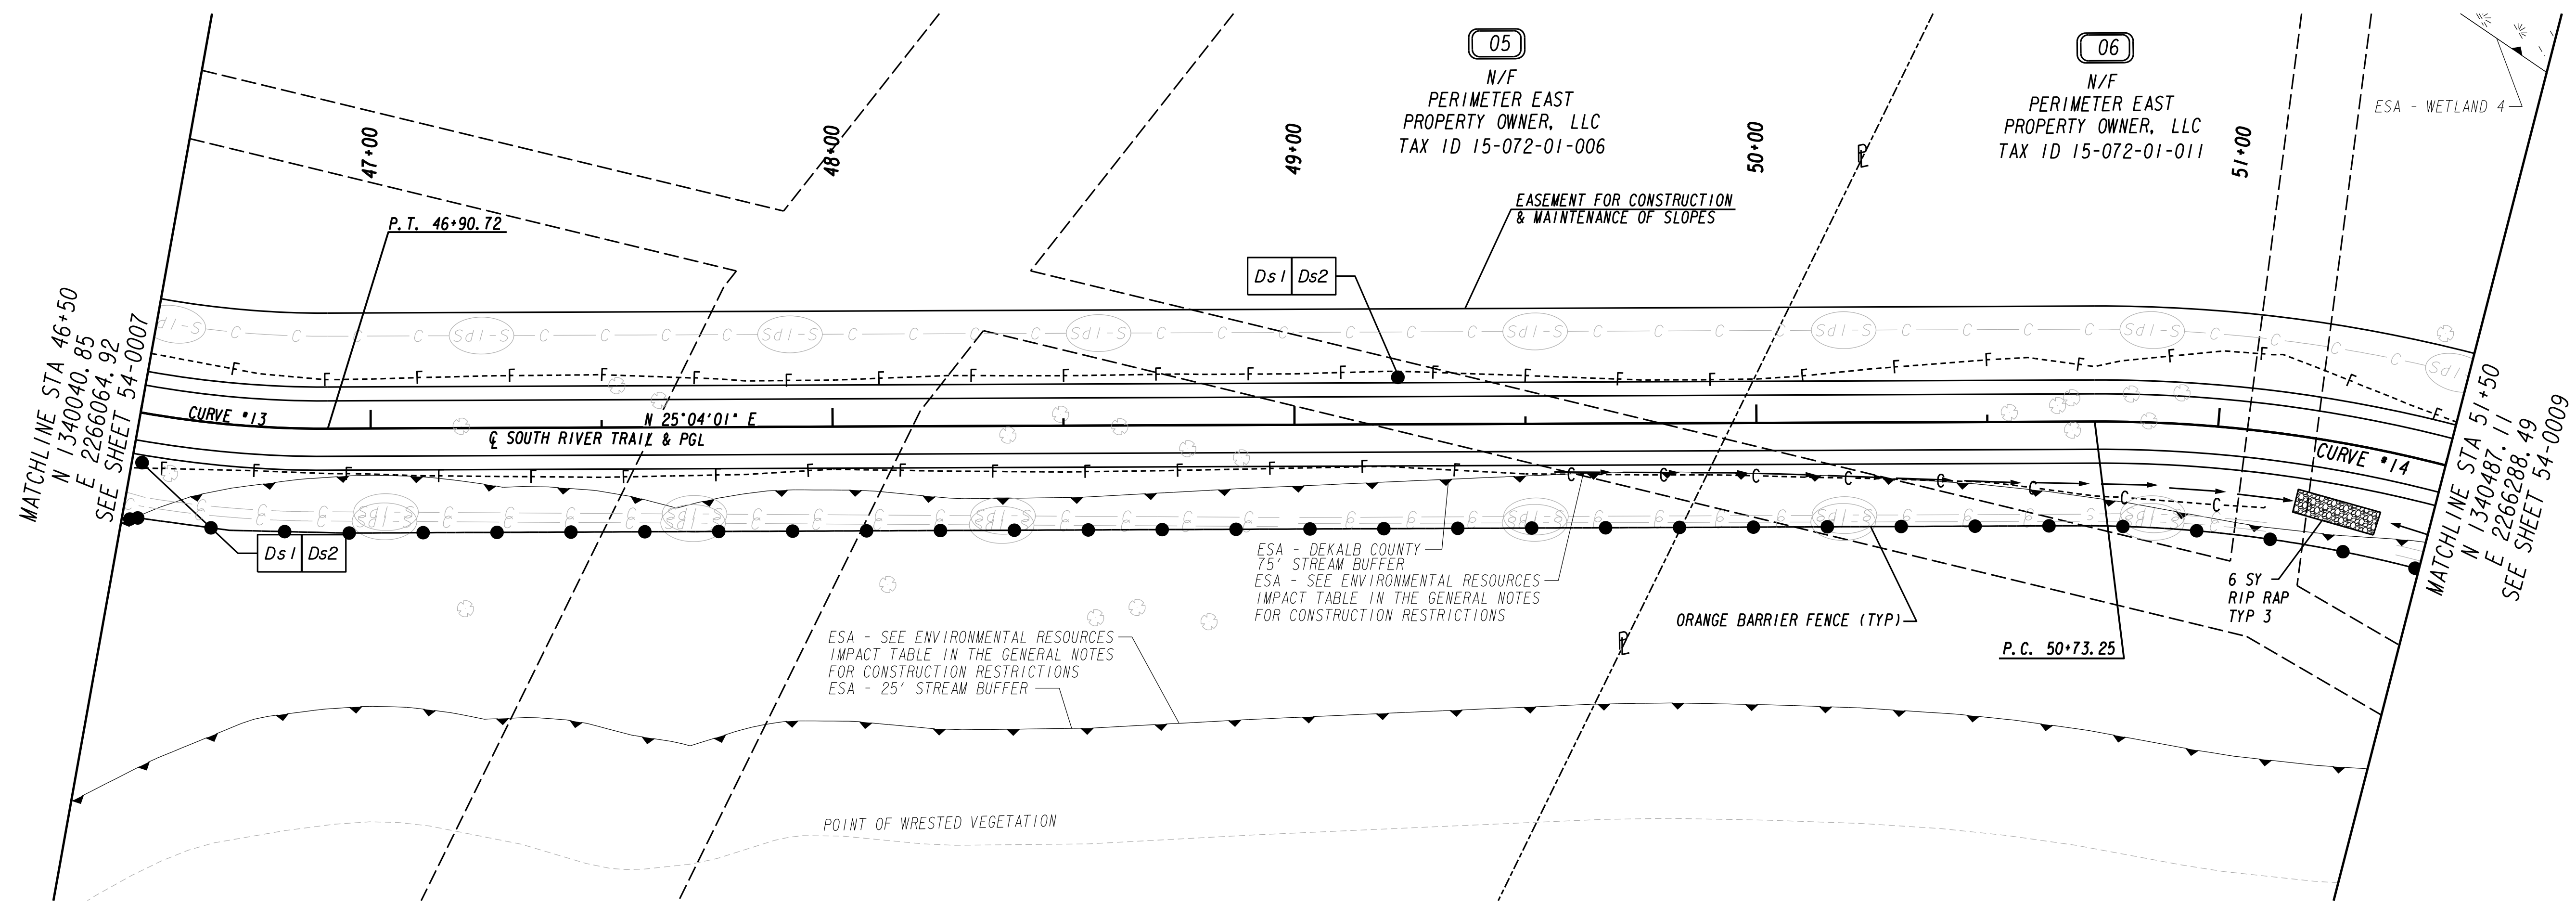 05
N/F
PERIMETER EAST
PROPERTY OWNER, LLC
TAX ID 15-072-01-006
06
N/F
PERIMETER EAST
PROPERTY OWNER, LLC
TAX ID 15-072-01-011
ESA - WETLAND 4
47+00
48+00
49+00
50+00
51+00
P.T. 46+90.72
EASEMENT FOR CONSTRUCTION
& MAINTENANCE OF SLOPES
Ds1 Ds2
MATCHLINE STA 46+50
N 1340040.85
E 2266064.92
SEE SHEET 54-0007
Sd1-S
CURVE #13
N 25°04'01" E
℄ SOUTH RIVER TRAIL & PGL
CURVE #14
MATCHLINE STA 51+50
N 1340487.11
E 2266288.49
SEE SHEET 54-0009
Ds1 Ds2
ESA - DEKALB COUNTY
75' STREAM BUFFER
ESA - SEE ENVIRONMENTAL RESOURCES
IMPACT TABLE IN THE GENERAL NOTES
FOR CONSTRUCTION RESTRICTIONS
6 SY
RIP RAP
TYP 3
ORANGE BARRIER FENCE (TYP)
P.C. 50+73.25
ESA - SEE ENVIRONMENTAL RESOURCES
IMPACT TABLE IN THE GENERAL NOTES
FOR CONSTRUCTION RESTRICTIONS
ESA - 25' STREAM BUFFER
POINT OF WRESTED VEGETATION